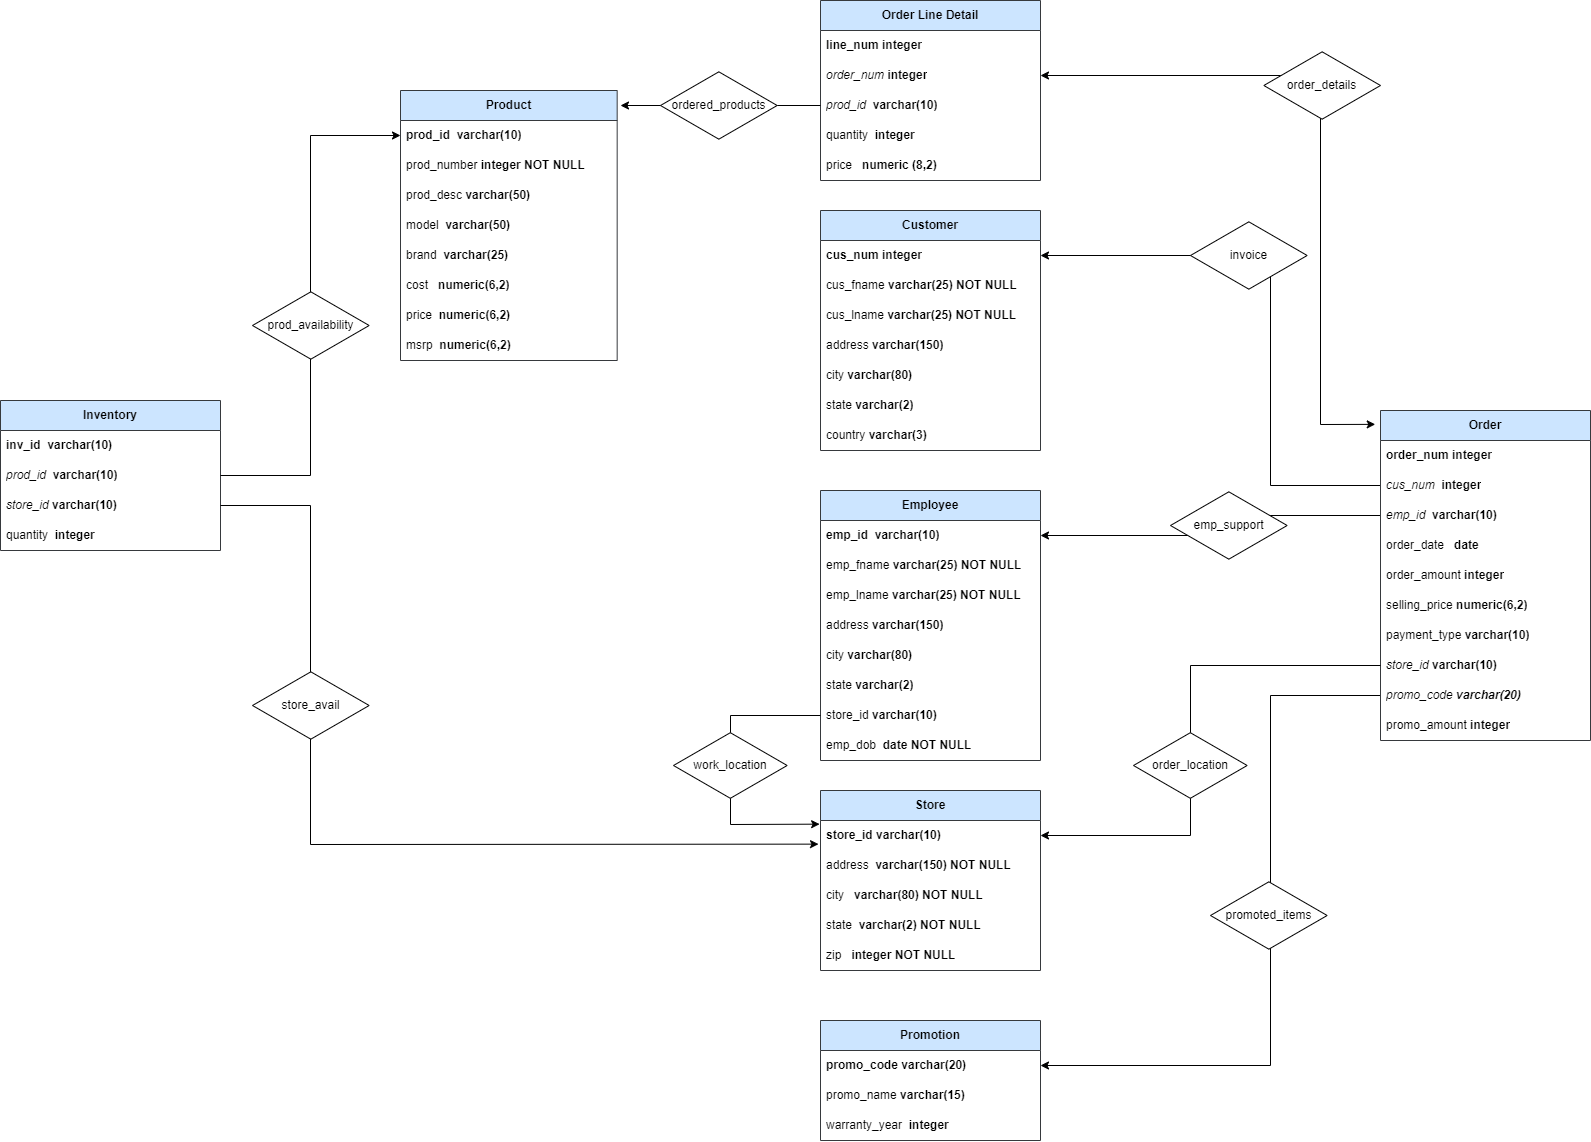 Order Line Detail
line_num integer
order_num integer
prod_id varchar(10)
quantity integer
price numeric (8,2)
order_details
ordered_products
Product
prod_id varchar(10)
prod_number integer NOT NULL
prod_desc varchar(50)
model varchar(50)
brand varchar(25)
cost numeric(6,2)
price numeric(6,2)
msrp numeric(6,2)
Customer
cus_num integer
cus_fname varchar(25) NOT NULL
cus_lname varchar(25) NOT NULL
address varchar(150)
city varchar(80)
state varchar(2)
country varchar(3)
invoice
prod_availability
Inventory
inv_id varchar(10)
prod_id varchar(10)
store_id varchar(10)
quantity integer
Order
order_num integer
cus_num integer
emp_id varchar(10)
order_date date
order_amount integer
selling_price numeric(6,2)
payment_type varchar(10)
store_id varchar(10)
promo_code varchar(20)
promo_amount integer
Employee
emp_id varchar(10)
emp_fname varchar(25) NOT NULL
emp_lname varchar(25) NOT NULL
address varchar(150)
city varchar(80)
state varchar(2)
store_id varchar(10)
emp_dob date NOT NULL
emp_support
store_avail
work_location
order_location
Store
store_id varchar(10)
address varchar(150) NOT NULL
city varchar(80) NOT NULL
state varchar(2) NOT NULL
zip integer NOT NULL
promoted_items
Promotion
promo_code varchar(20)
promo_name varchar(15)
warranty_year integer